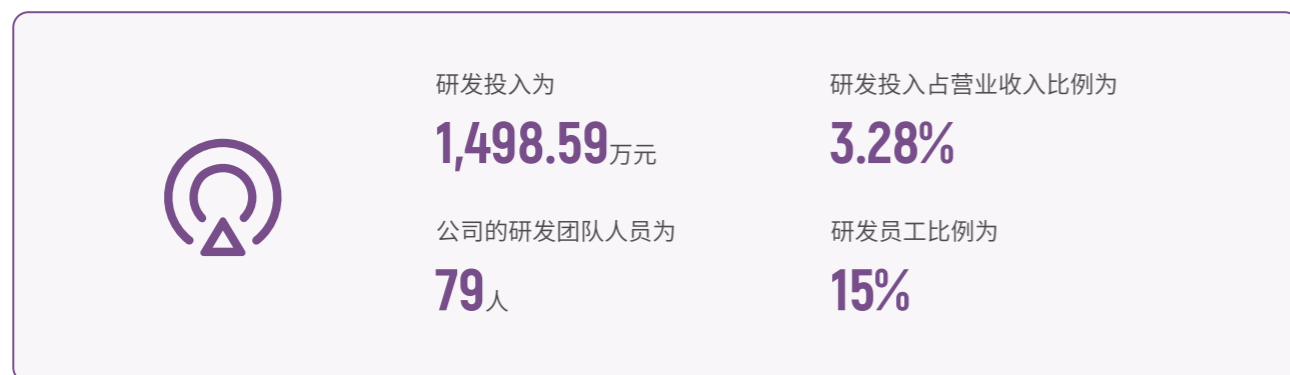 研发投入为
1,498.59万元
研发投入占营业收入比例为
3.28%
公司的研发团队人员为
79人
研发员工比例为
15%